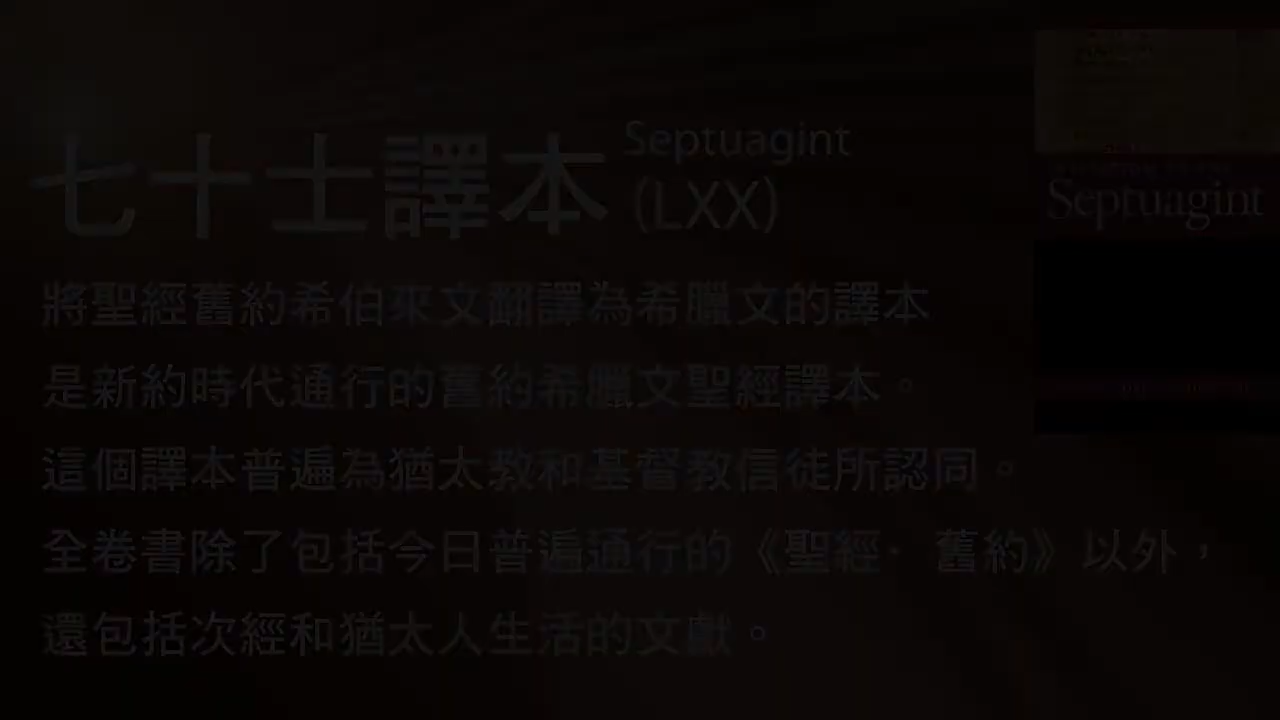 七十士譯本 Septuagint
(LXX)
將聖經舊約希伯來文翻譯為希臘文的譯本
是新約時代通行的舊約希臘文聖經譯本。
這個譯本普遍為猶太教和基督教信徒所認同。
全卷書除了包括今日普遍通行的《聖經· 舊約》以外，
還包括次經和猶太人生活的文獻。
Septuagint